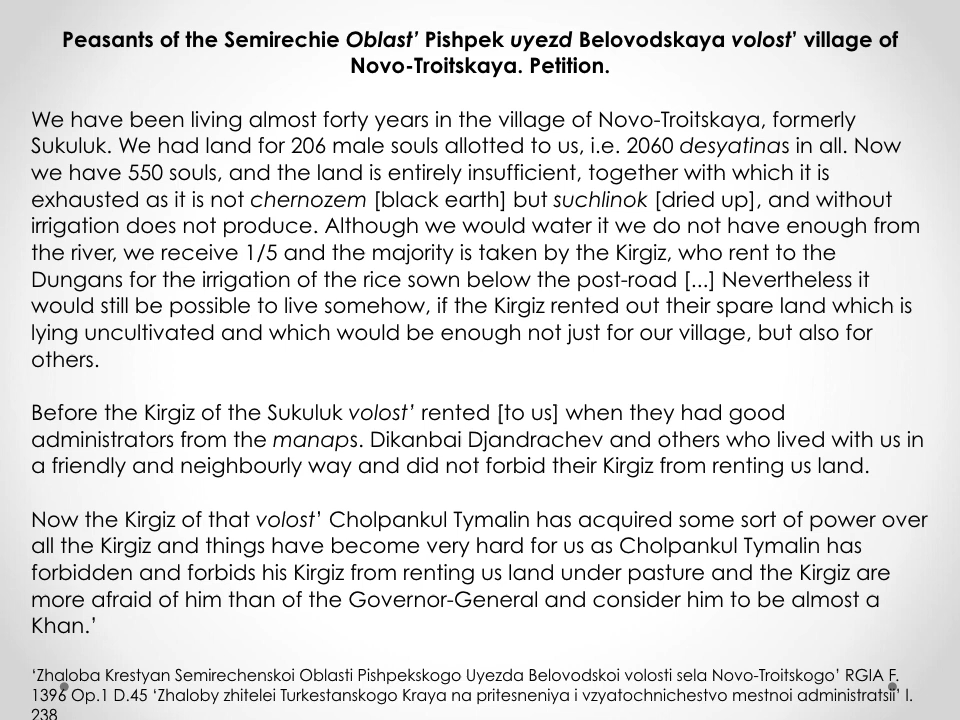 Peasants of the Semirechie Oblast’ Pishpek uyezd Belovodskaya volost’ village of
Novo-Troitskaya. Petition.
We have been living almost forty years in the village of Novo-Troitskaya, formerly
Sukuluk. We had land for 206 male souls allotted to us, i.e. 2060 desyatinas in all. Now
we have 550 souls, and the land is entirely insufficient, together with which it is
exhausted as it is not chernozem [black earth] but suchlinok [dried up], and without
irrigation does not produce. Although we would water it we do not have enough from
the river, we receive 1/5 and the majority is taken by the Kirgiz, who rent to the
Dungans for the irrigation of the rice sown below the post-road [...] Nevertheless it
would still be possible to live somehow, if the Kirgiz rented out their spare land which is
lying uncultivated and which would be enough not just for our village, but also for
others.
Before the Kirgiz of the Sukuluk volost’ rented [to us] when they had good
administrators from the manaps. Dikanbai Djandrachev and others who lived with us in
a friendly and neighbourly way and did not forbid their Kirgiz from renting us land.
Now the Kirgiz of that volost’ Cholpankul Tymalin has acquired some sort of power over
all the Kirgiz and things have become very hard for us as Cholpankul Tymalin has
forbidden and forbids his Kirgiz from renting us land under pasture and the Kirgiz are
more afraid of him than of the Governor-General and consider him to be almost a
Khan.’
‘Zhaloba Krestyan Semirechenskoi Oblasti Pishpekskogo Uyezda Belovodskoi volosti sela Novo-Troitskogo’ RGIA F.
1396 Op.1 D.45 ‘Zhaloby zhitelei Turkestanskogo Kraya na pritesneniya i vzyatochnichestvo mestnoi administratsii’ l.
238